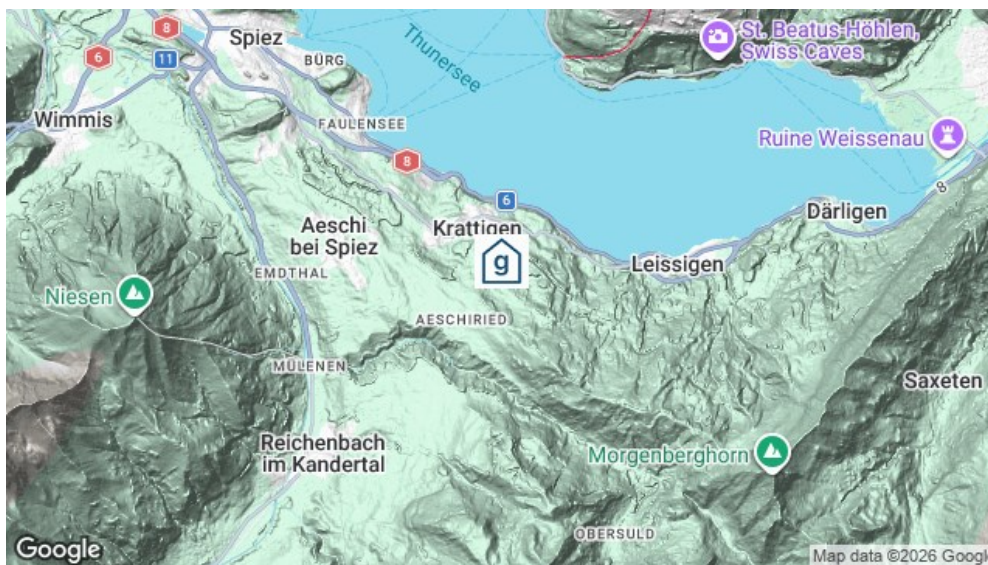 8
St. Beatus-Höhlen,
Swiss Caves
Spiez
6
11
BÜRG
Thunersee
Wimmis
FAULENSEE
Ruine Weissenau
8
8
6
Därligen
Aeschi
bei Spiez
Krattigen
g
Leissigen
EMDTHAL
Niesen
AESCHIRIED
MÜLENEN
Saxeten
Reichenbach
im Kandertal
Morgenberghorn
OBERSULD
Google
Map data ©2026 Google